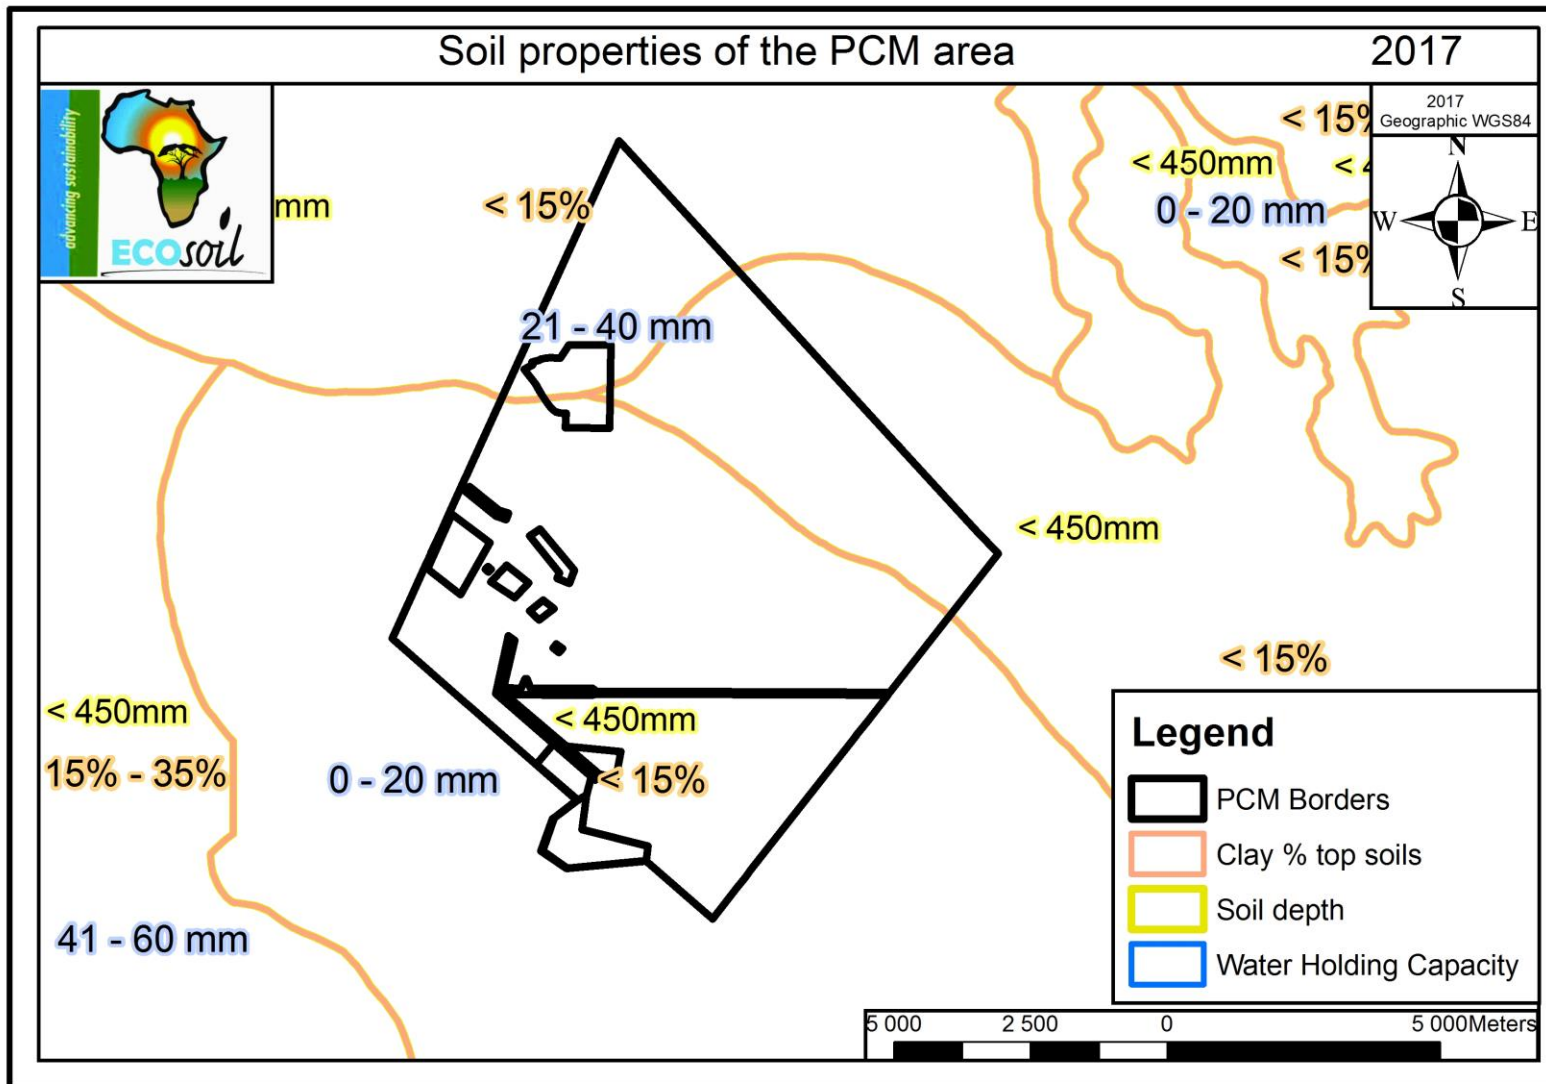 Soil properties of the PCM area 2017
advancing sustainability
ECOsoil
2017
Geographic WGS84
N
W E
S
mm
< 15%
< 15%
< 450mm
0 - 20 mm
< 15%
21 - 40 mm
< 450mm
< 15%
< 450mm
15% - 35%
0 - 20 mm
< 450mm
< 15%
41 - 60 mm
Legend
PCM Borders
Clay % top soils
Soil depth
Water Holding Capacity
5 000 2 500 0 5 000Meters